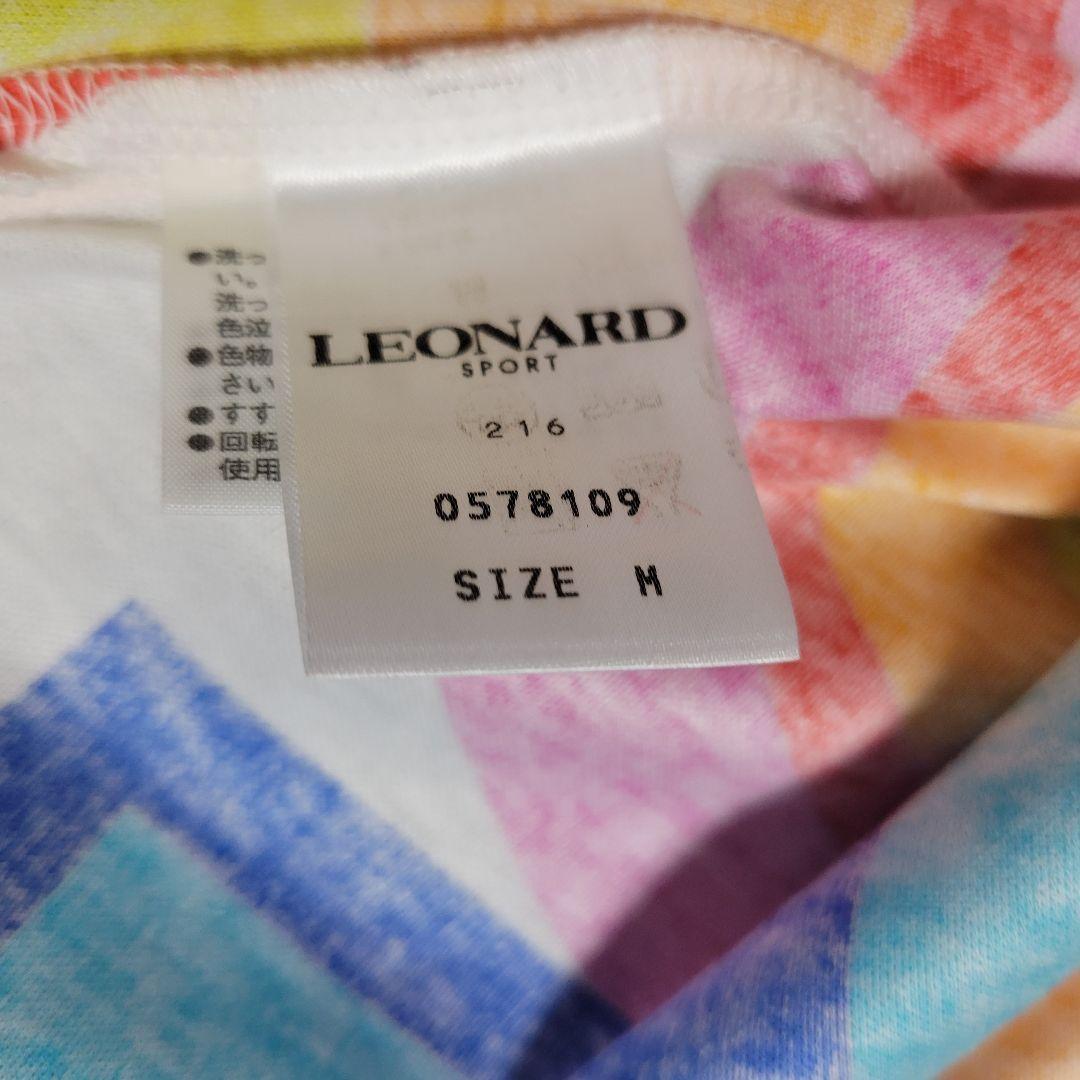 ●洗っ
い。
洗っ
色泣
●色物
さい
●すす
●回転
使用
LEONARD
SPORT
216
0578109
SIZE M